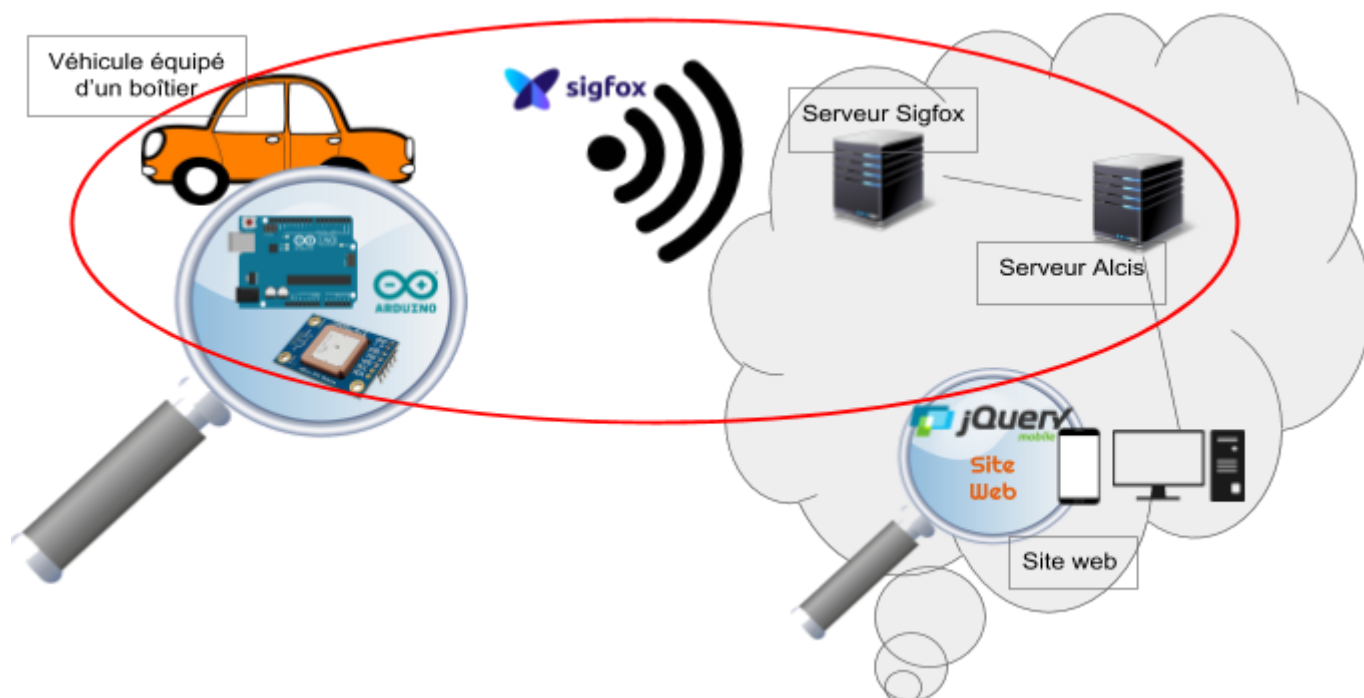 Véhicule équipé
d'un boîtier
sigfox
Serveur Sigfox
Serveur Alcis
ARDUINO
jQuery
mobile
Site
Web
Site web